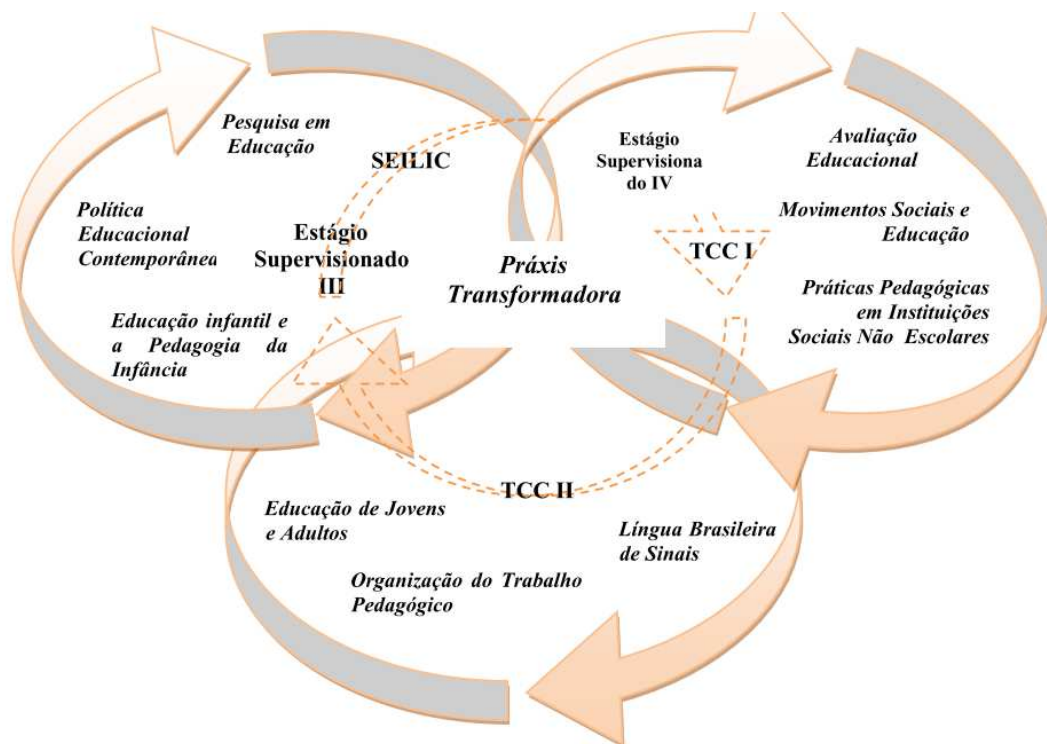 Pesquisa em
Educação
SEILIC
Política
Educacional
Contemporânea
Estágio
Supervisionado
III
Educação infantil e
a Pedagogia da
Infância
Práxis
Transformadora
Estágio
Supervisiona
do IV
TCC I
Avaliação
Educacional
Movimentos Sociais e
Educação
Práticas Pedagógicas
em Instituições
Sociais Não Escolares
TCC II
Educação de Jovens
e Adultos
Língua Brasileira
de Sinais
Organização do Trabalho
Pedagógico